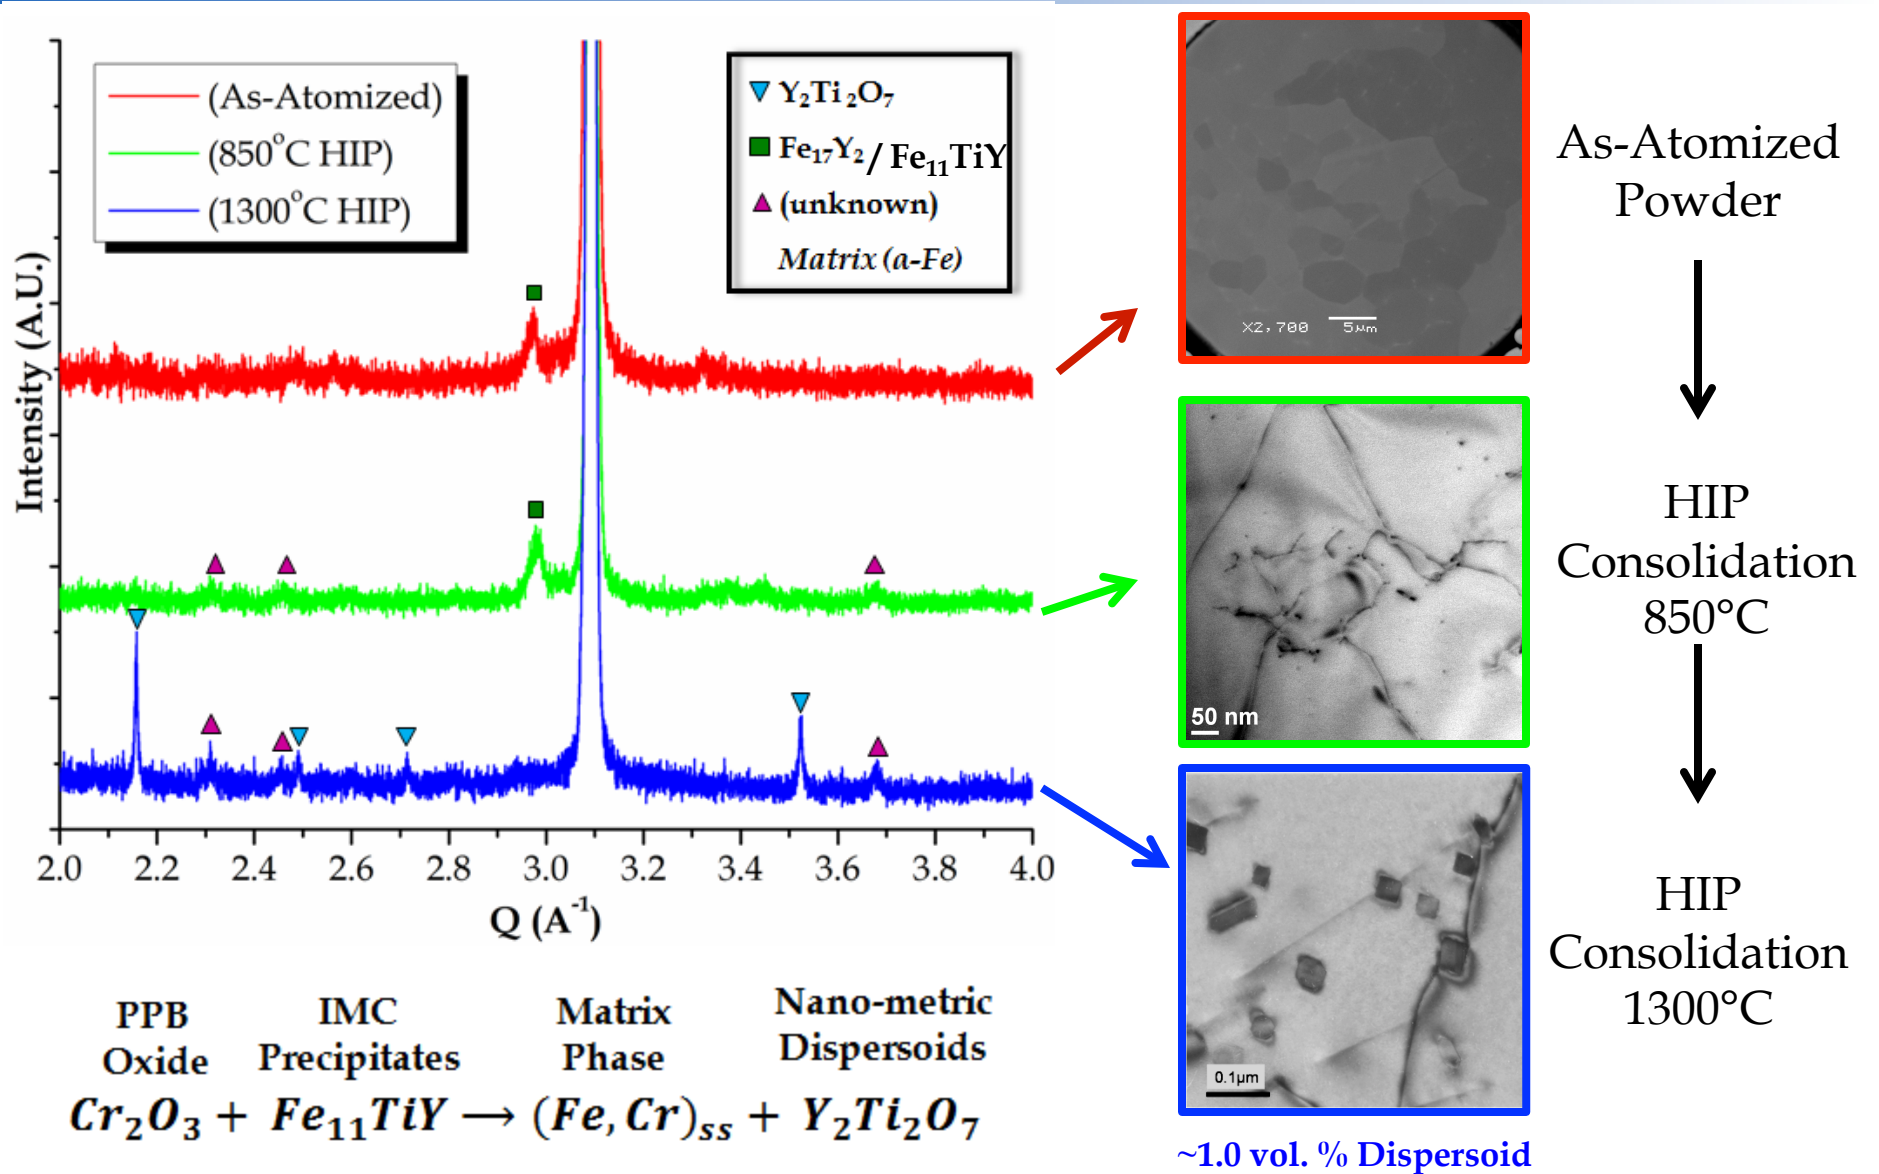 (As-Atomized)
(850°C HIP)
(1300°C HIP)
Y₂Ti₂O₇
Fe₁₇Y₂/ Fe₁₁TiY
(unknown)
Matrix (a-Fe)
Intensity (A.U.)
2.0 2.2 2.4 2.6 2.8 3.0 3.2 3.4 3.6 3.8 4.0
Q (A⁻¹)
X2,700 5μm
As-Atomized
Powder
50 nm
HIP
Consolidation
850°C
0.1μm
HIP
Consolidation
1300°C
~1.0 vol. % Dispersoid
PPB
Oxide
IMC
Precipitates
Matrix
Phase
Nano-metric
Dispersoids
Cr₂O₃ + Fe₁₁TiY → (Fe, Cr)ₛₛ + Y₂Ti₂O₇